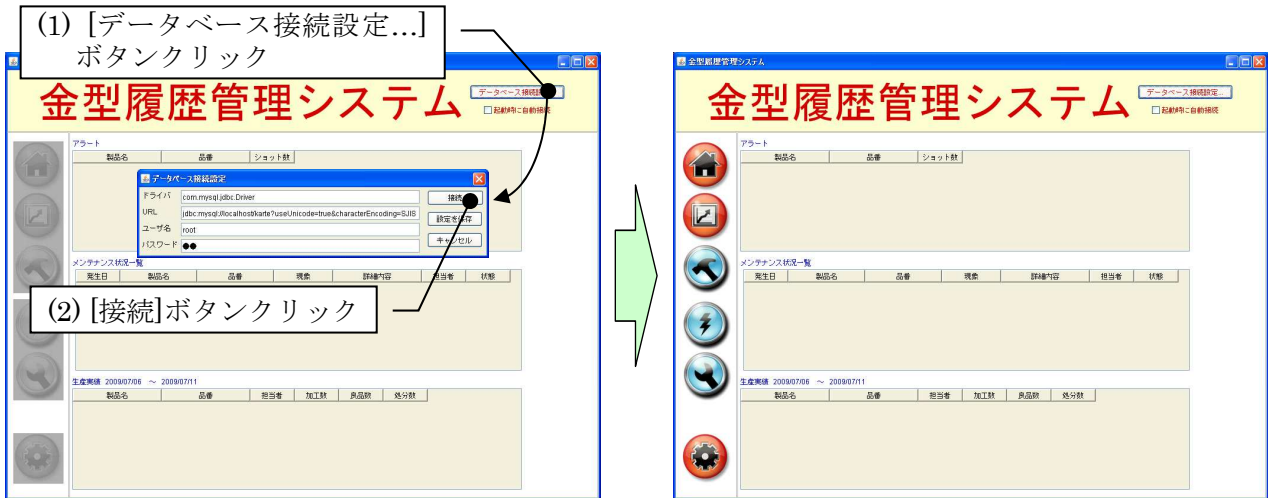 (1) [データベース接続設定…]
ボタンクリック
金型履歴管理システム
データベース接続設定...
起動時に自動接続
アラート
製品名 品番 ショット数
データベース接続設定
ドライバ com.mysql.jdbc.Driver 接続
URL jdbc:mysql://localhost/karte?useUnicode=true&characterEncoding=SJIS 設定を保存
ユーザ名 root
パスワード ●● キャンセル
メンテナンス状況一覧
発生日 製品名 品番 現象 詳細内容 担当者 状態
(2) [接続]ボタンクリック
生産実績 2009/07/06 ～ 2009/07/11
製品名 品番 担当者 加工数 良品数 処分数
金型履歴管理システム
金型履歴管理システム
データベース接続設定...
起動時に自動接続
アラート
製品名 品番 ショット数
メンテナンス状況一覧
発生日 製品名 品番 現象 詳細内容 担当者 状態
生産実績 2009/07/06 ～ 2009/07/11
製品名 品番 担当者 加工数 良品数 処分数